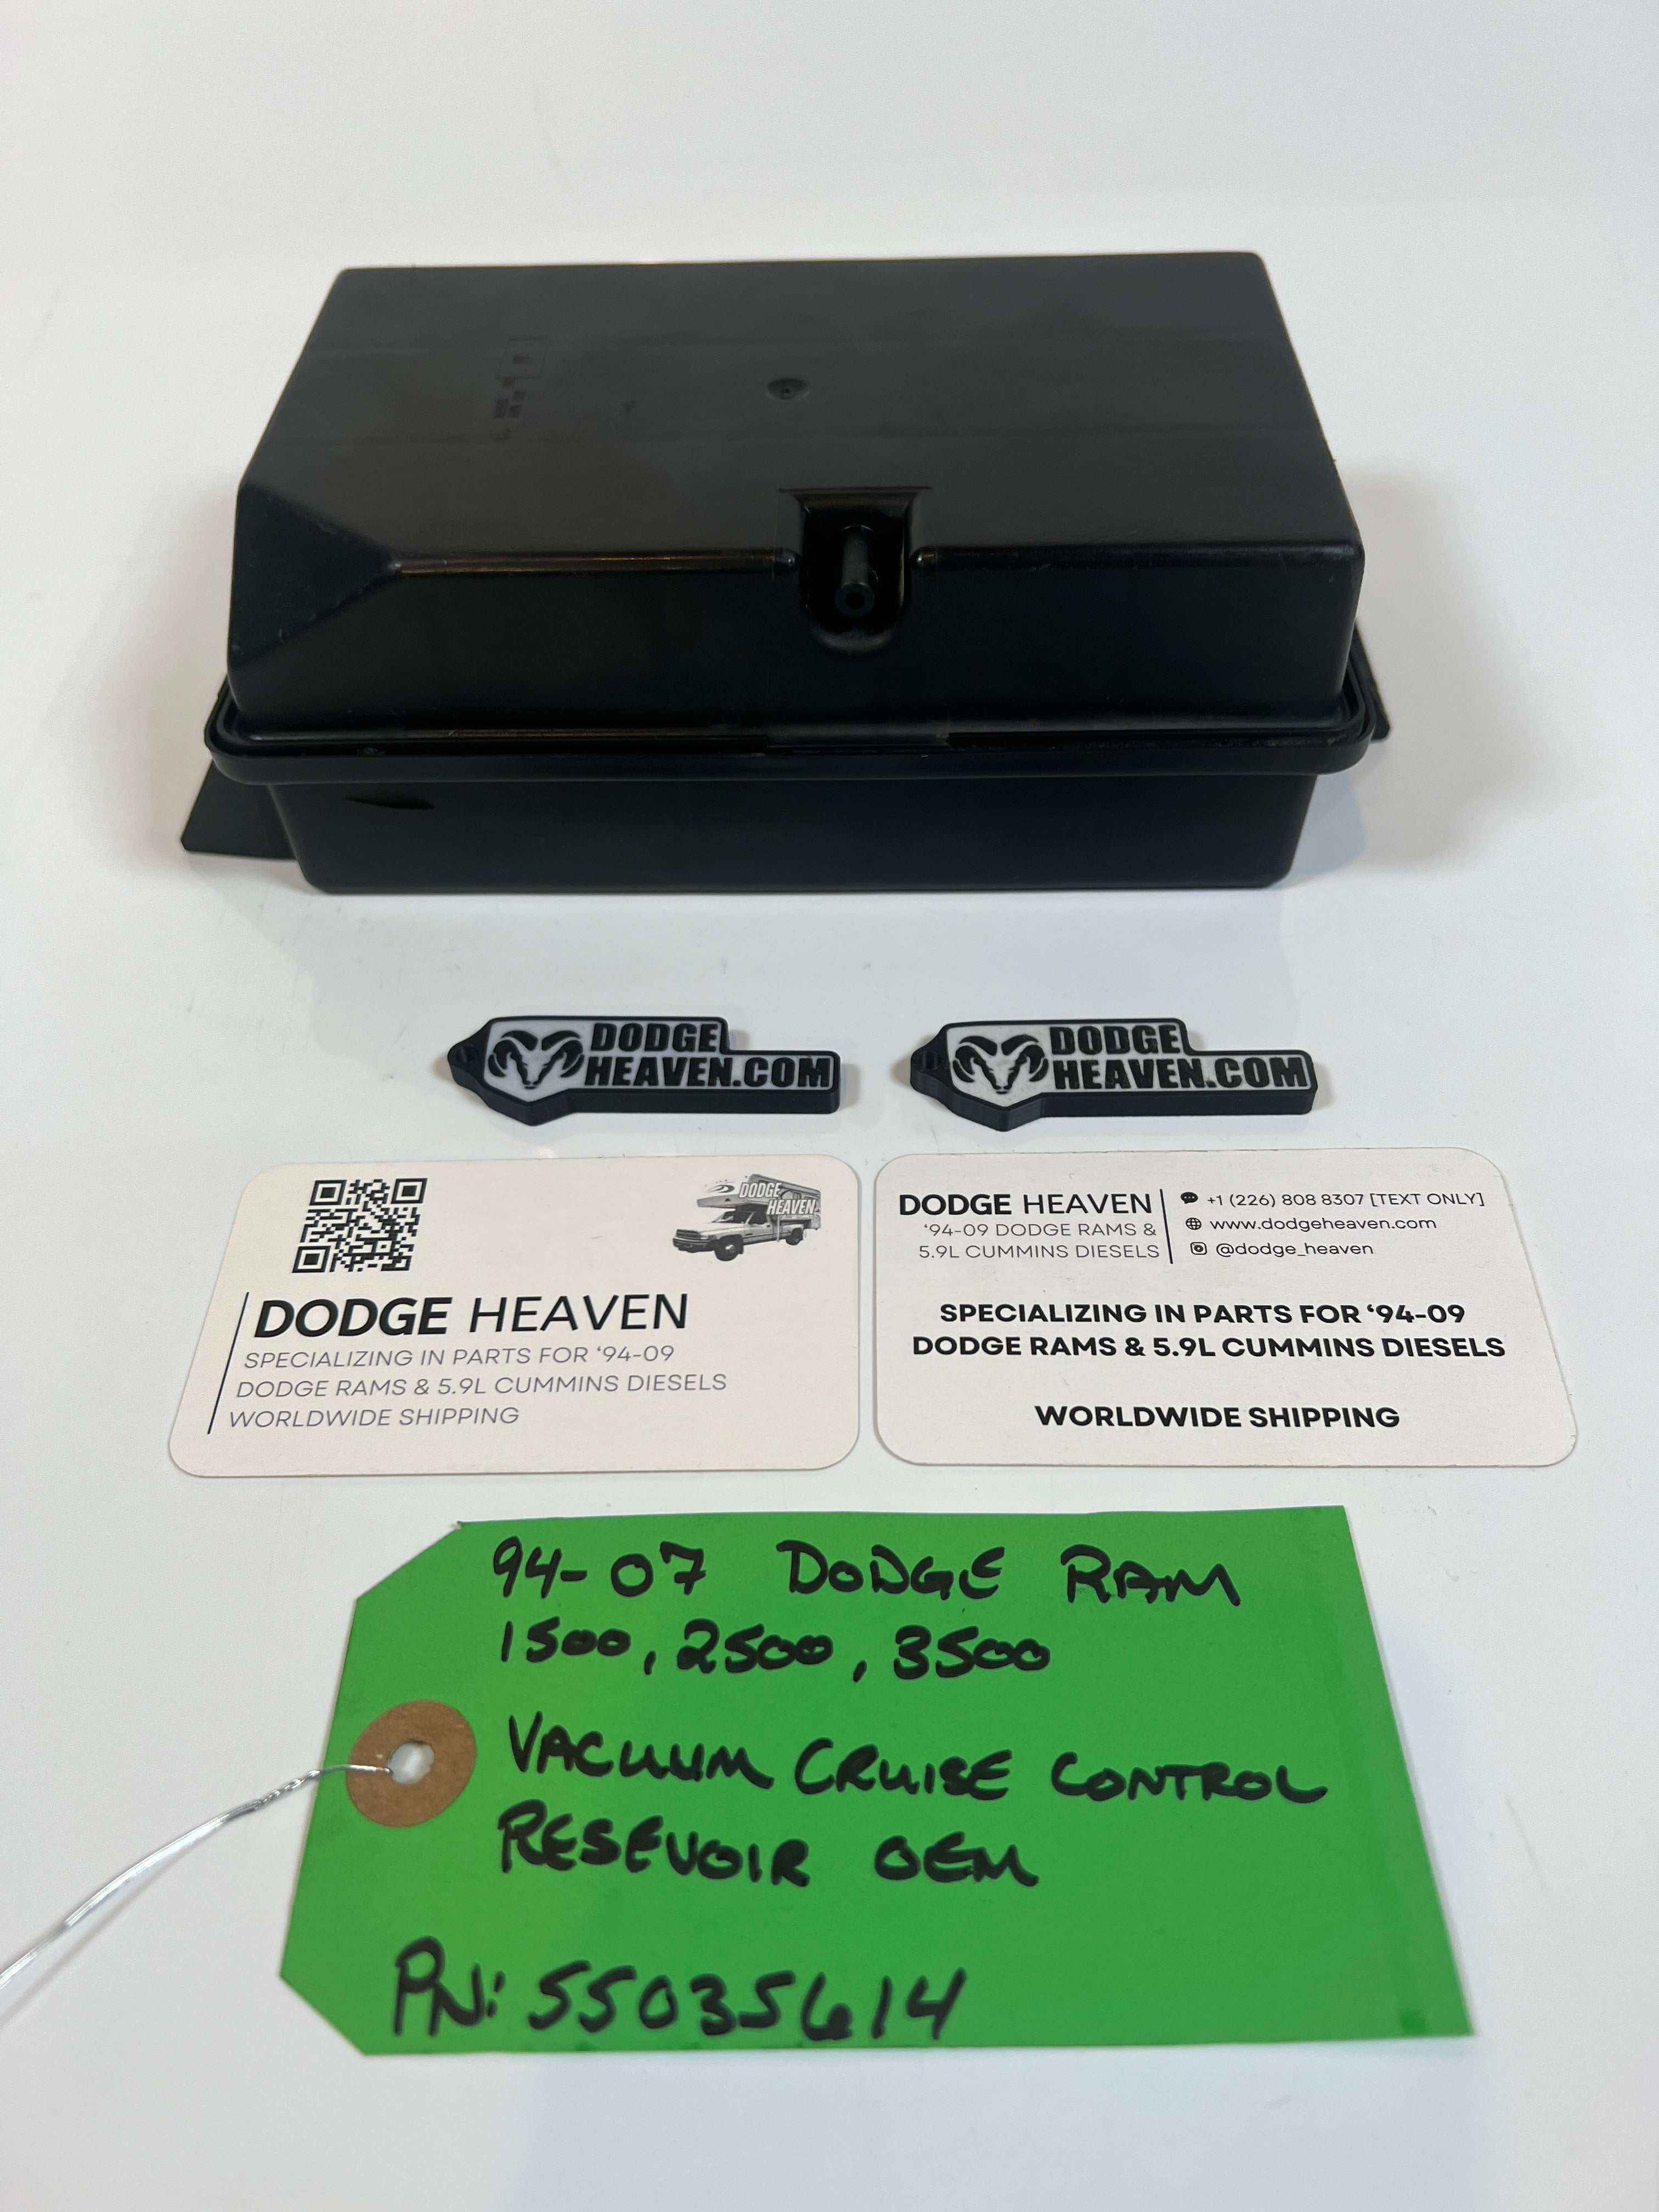 DODGE
HEAVEN.COM
DODGE
HEAVEN.COM
DODGE
HEAVEN
DODGE HEAVEN
SPECIALIZING IN PARTS FOR ‘94-09
DODGE RAMS & 5.9L CUMMINS DIESELS
WORLDWIDE SHIPPING
DODGE HEAVEN
‘94-09 DODGE RAMS &
5.9L CUMMINS DIESELS
+1 (226) 808 8307 [TEXT ONLY]
www.dodgeheaven.com
@dodge_heaven
SPECIALIZING IN PARTS FOR ‘94-09
DODGE RAMS & 5.9L CUMMINS DIESELS
WORLDWIDE SHIPPING
94-07 DODGE RAM
1500, 2500, 3500
VACUUM CRUISE CONTROL
RESEVOIR OEM
PN: 55035614